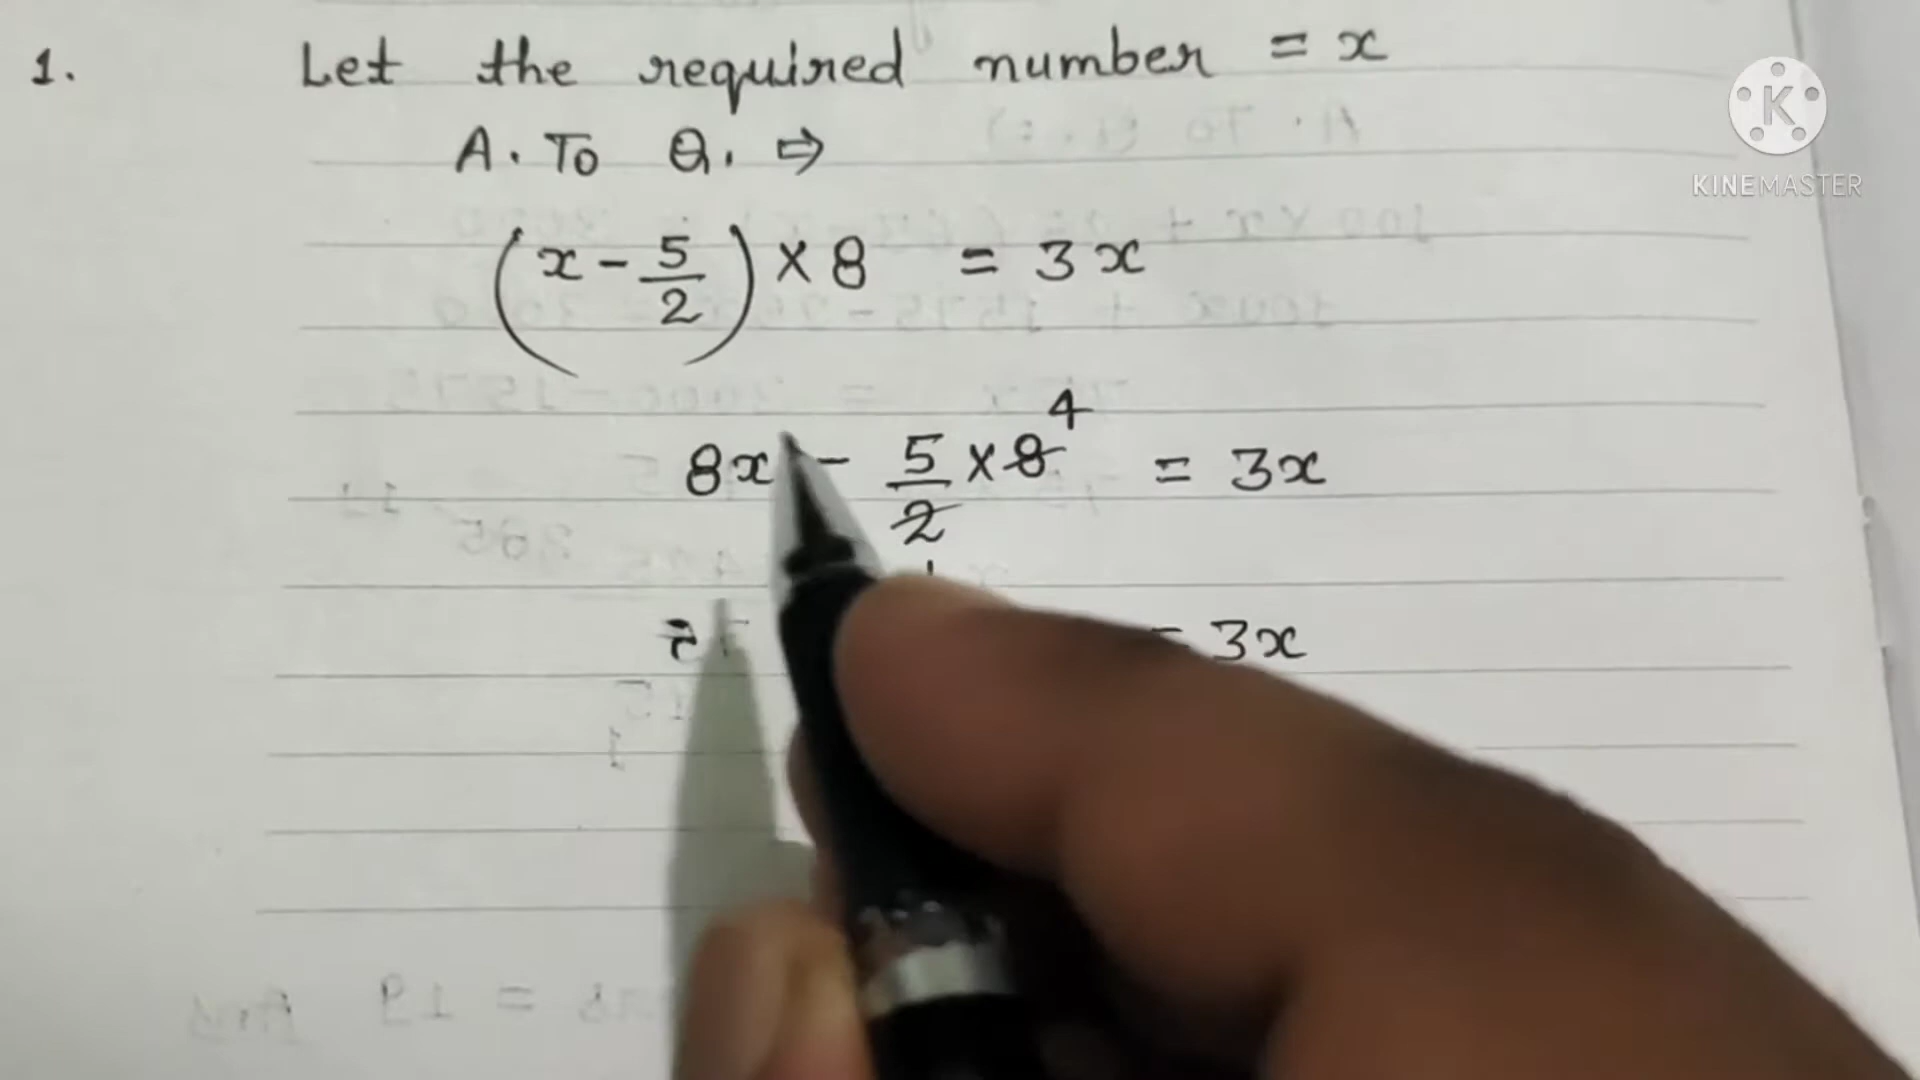 1. Let the required number = x
A. To Q. ⇒
(x - 5/2) × 8 = 3x
8x - 5/2 × 8 4 = 3x
= 3x
KINEMASTER